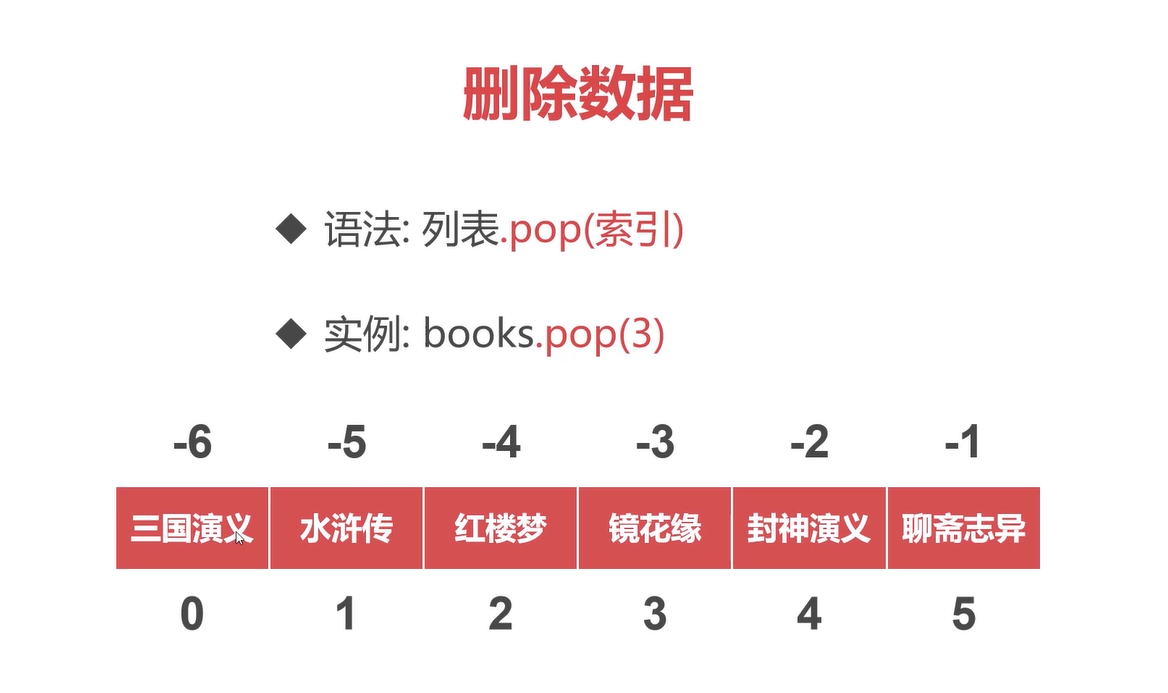 删除数据
◆ 语法: 列表.pop(索引)
◆ 实例: books.pop(3)
-6 -5 -4 -3 -2 -1
三国演义 水浒传 红楼梦 镜花缘 封神演义 聊斋志异
0 1 2 3 4 5